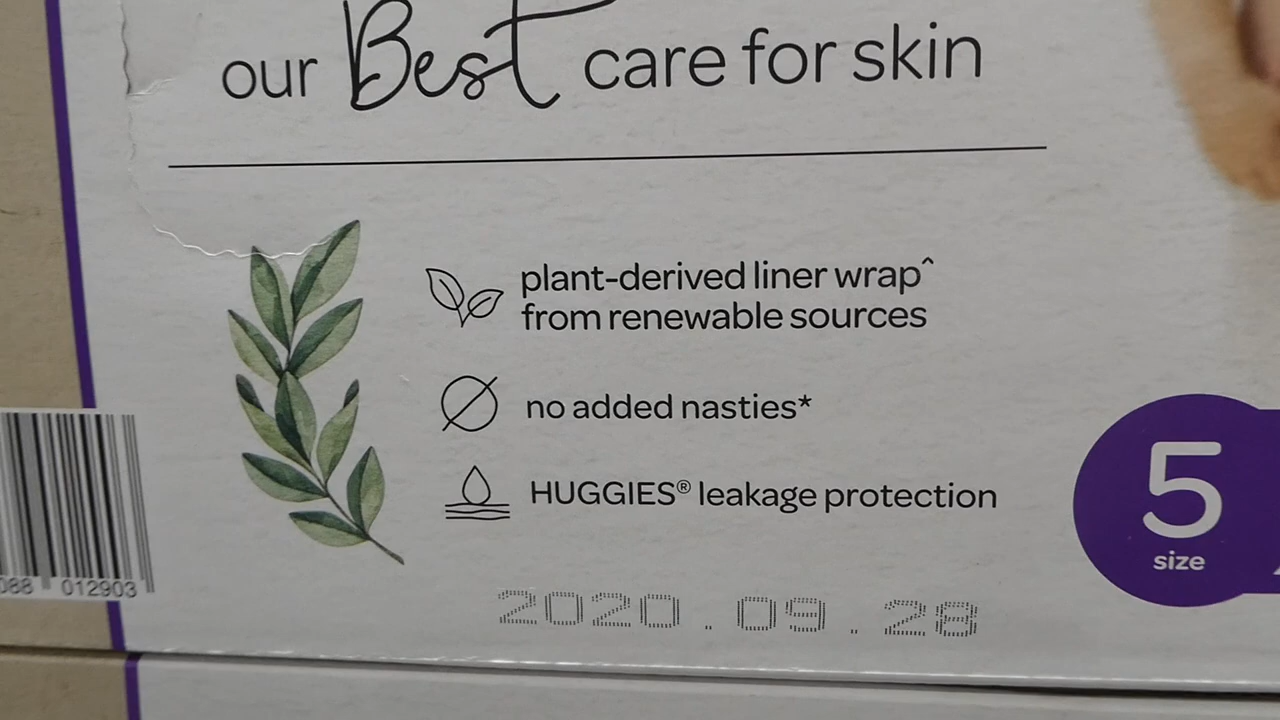 our Best care for skin
plant-derived liner wrap^
from renewable sources
no added nasties*
HUGGIES® leakage protection
5
size
088 012903
2020.09.28